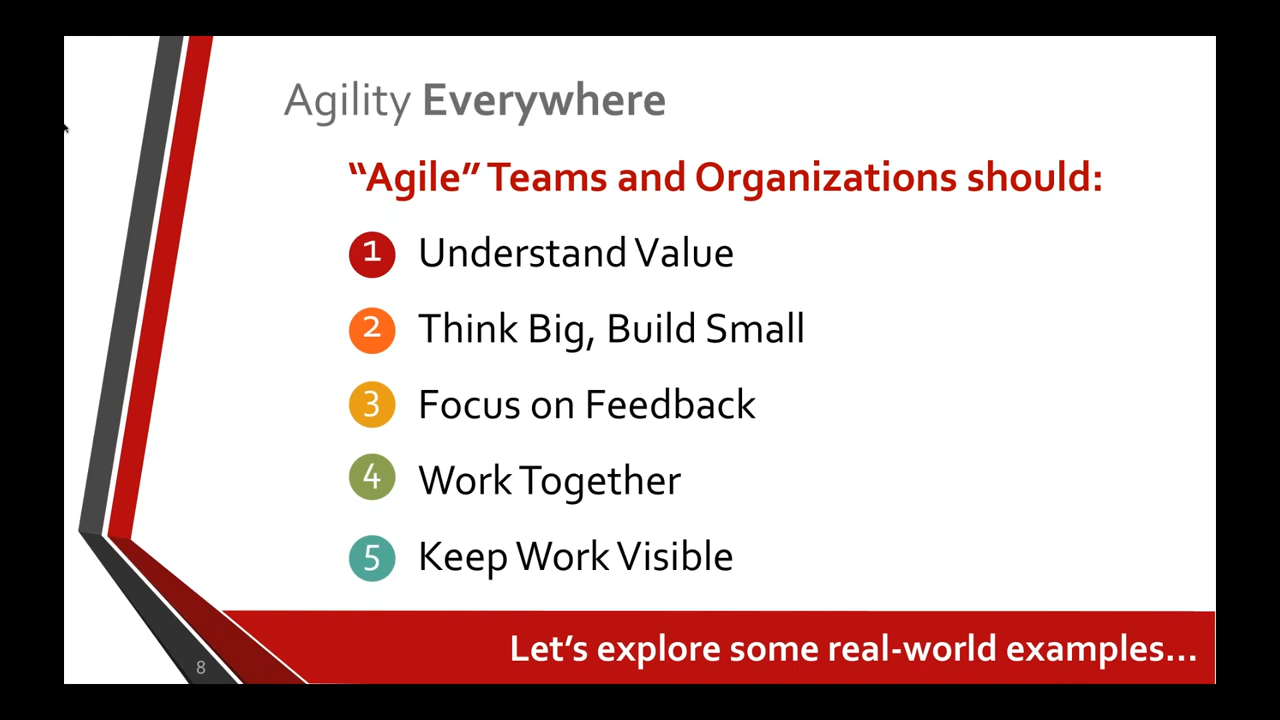 Agility Everywhere
“Agile” Teams and Organizations should:
1 Understand Value
2 Think Big, Build Small
3 Focus on Feedback
4 Work Together
5 Keep Work Visible
Let’s explore some real-world examples...
8